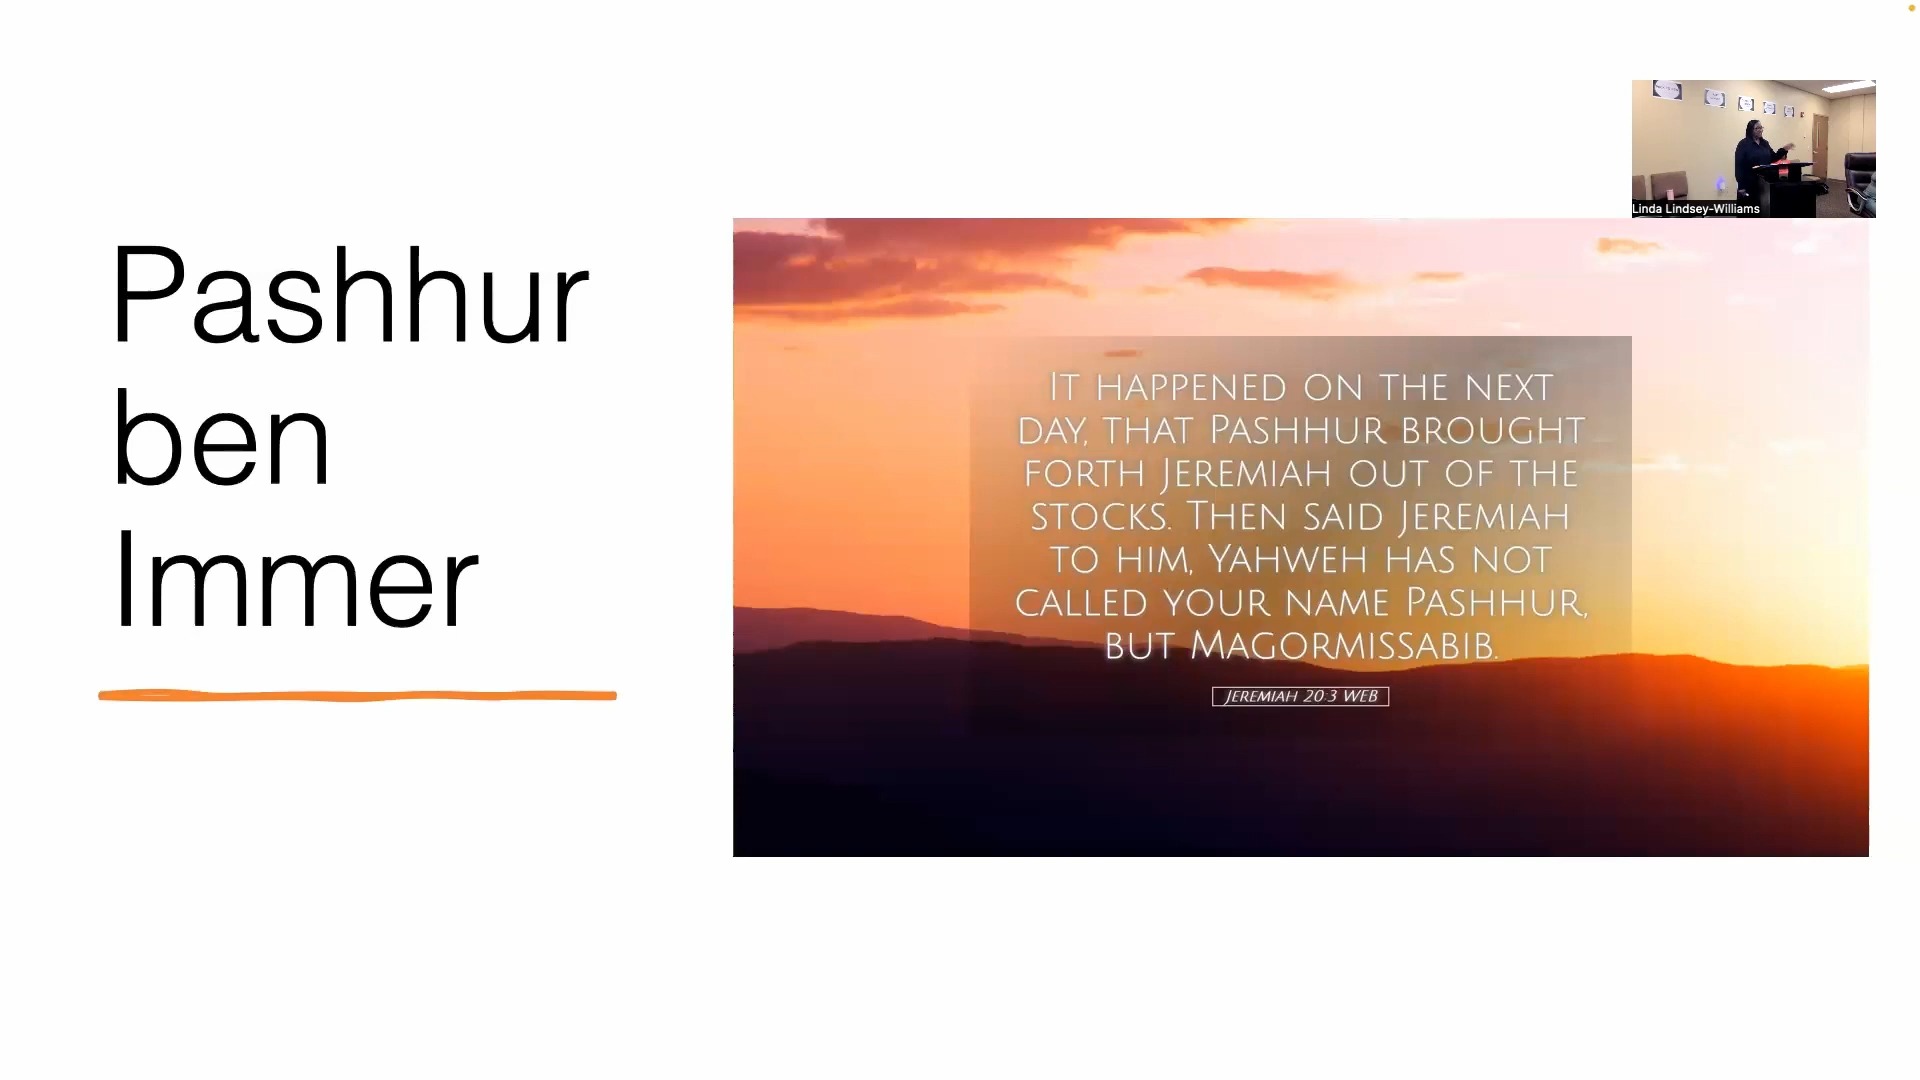 Pashhur
ben
Immer
IT HAPPENED ON THE NEXT
DAY, THAT PASHHUR BROUGHT
FORTH JEREMIAH OUT OF THE
STOCKS. THEN SAID JEREMIAH
TO HIM, YAHWEH HAS NOT
CALLED YOUR NAME PASHHUR,
BUT MAGORMISSABIB.
JEREMIAH 20:3 WEB
Linda Lindsey-Williams